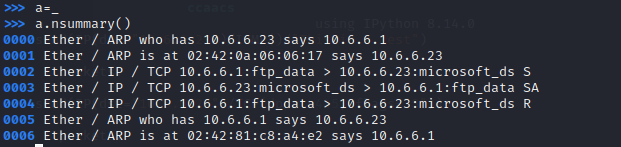 >>> a=_
>>> a.nsummary()
using IPython 8.14.0
0000 Ether / ARP who has 10.6.6.23 says 10.6.6.1
0001 Ether / ARP is at 02:42:0a:06:06:17 says 10.6.6.23
0002 Ether / IP / TCP 10.6.6.1:ftp_data > 10.6.6.23:microsoft_ds S
0003 Ether / IP / TCP 10.6.6.23:microsoft_ds > 10.6.6.1:ftp_data SA
0004 Ether / IP / TCP 10.6.6.1:ftp_data > 10.6.6.23:microsoft_ds R
0005 Ether / ARP who has 10.6.6.1 says 10.6.6.23
0006 Ether / ARP is at 02:42:81:c8:a4:e2 says 10.6.6.1